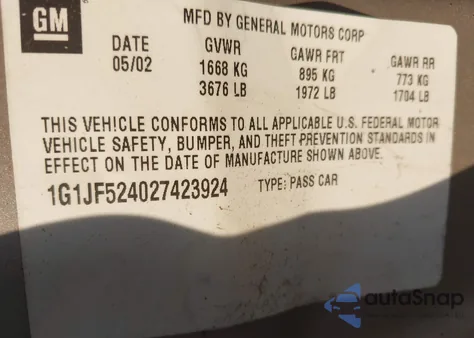 GM
MFD BY GENERAL MOTORS CORP
DATE GVWR GAWR FRT GAWR RR
05/02 1668 KG 895 KG 773 KG
3676 LB 1972 LB 1704 LB
THIS VEHICLE CONFORMS TO ALL APPLICABLE U.S. FEDERAL MOTOR
VEHICLE SAFETY, BUMPER, AND THEFT PREVENTION STANDARDS IN
EFFECT ON THE DATE OF MANUFACTURE SHOWN ABOVE.
1G1JF524027423924 TYPE: PASS CAR
autoSnap